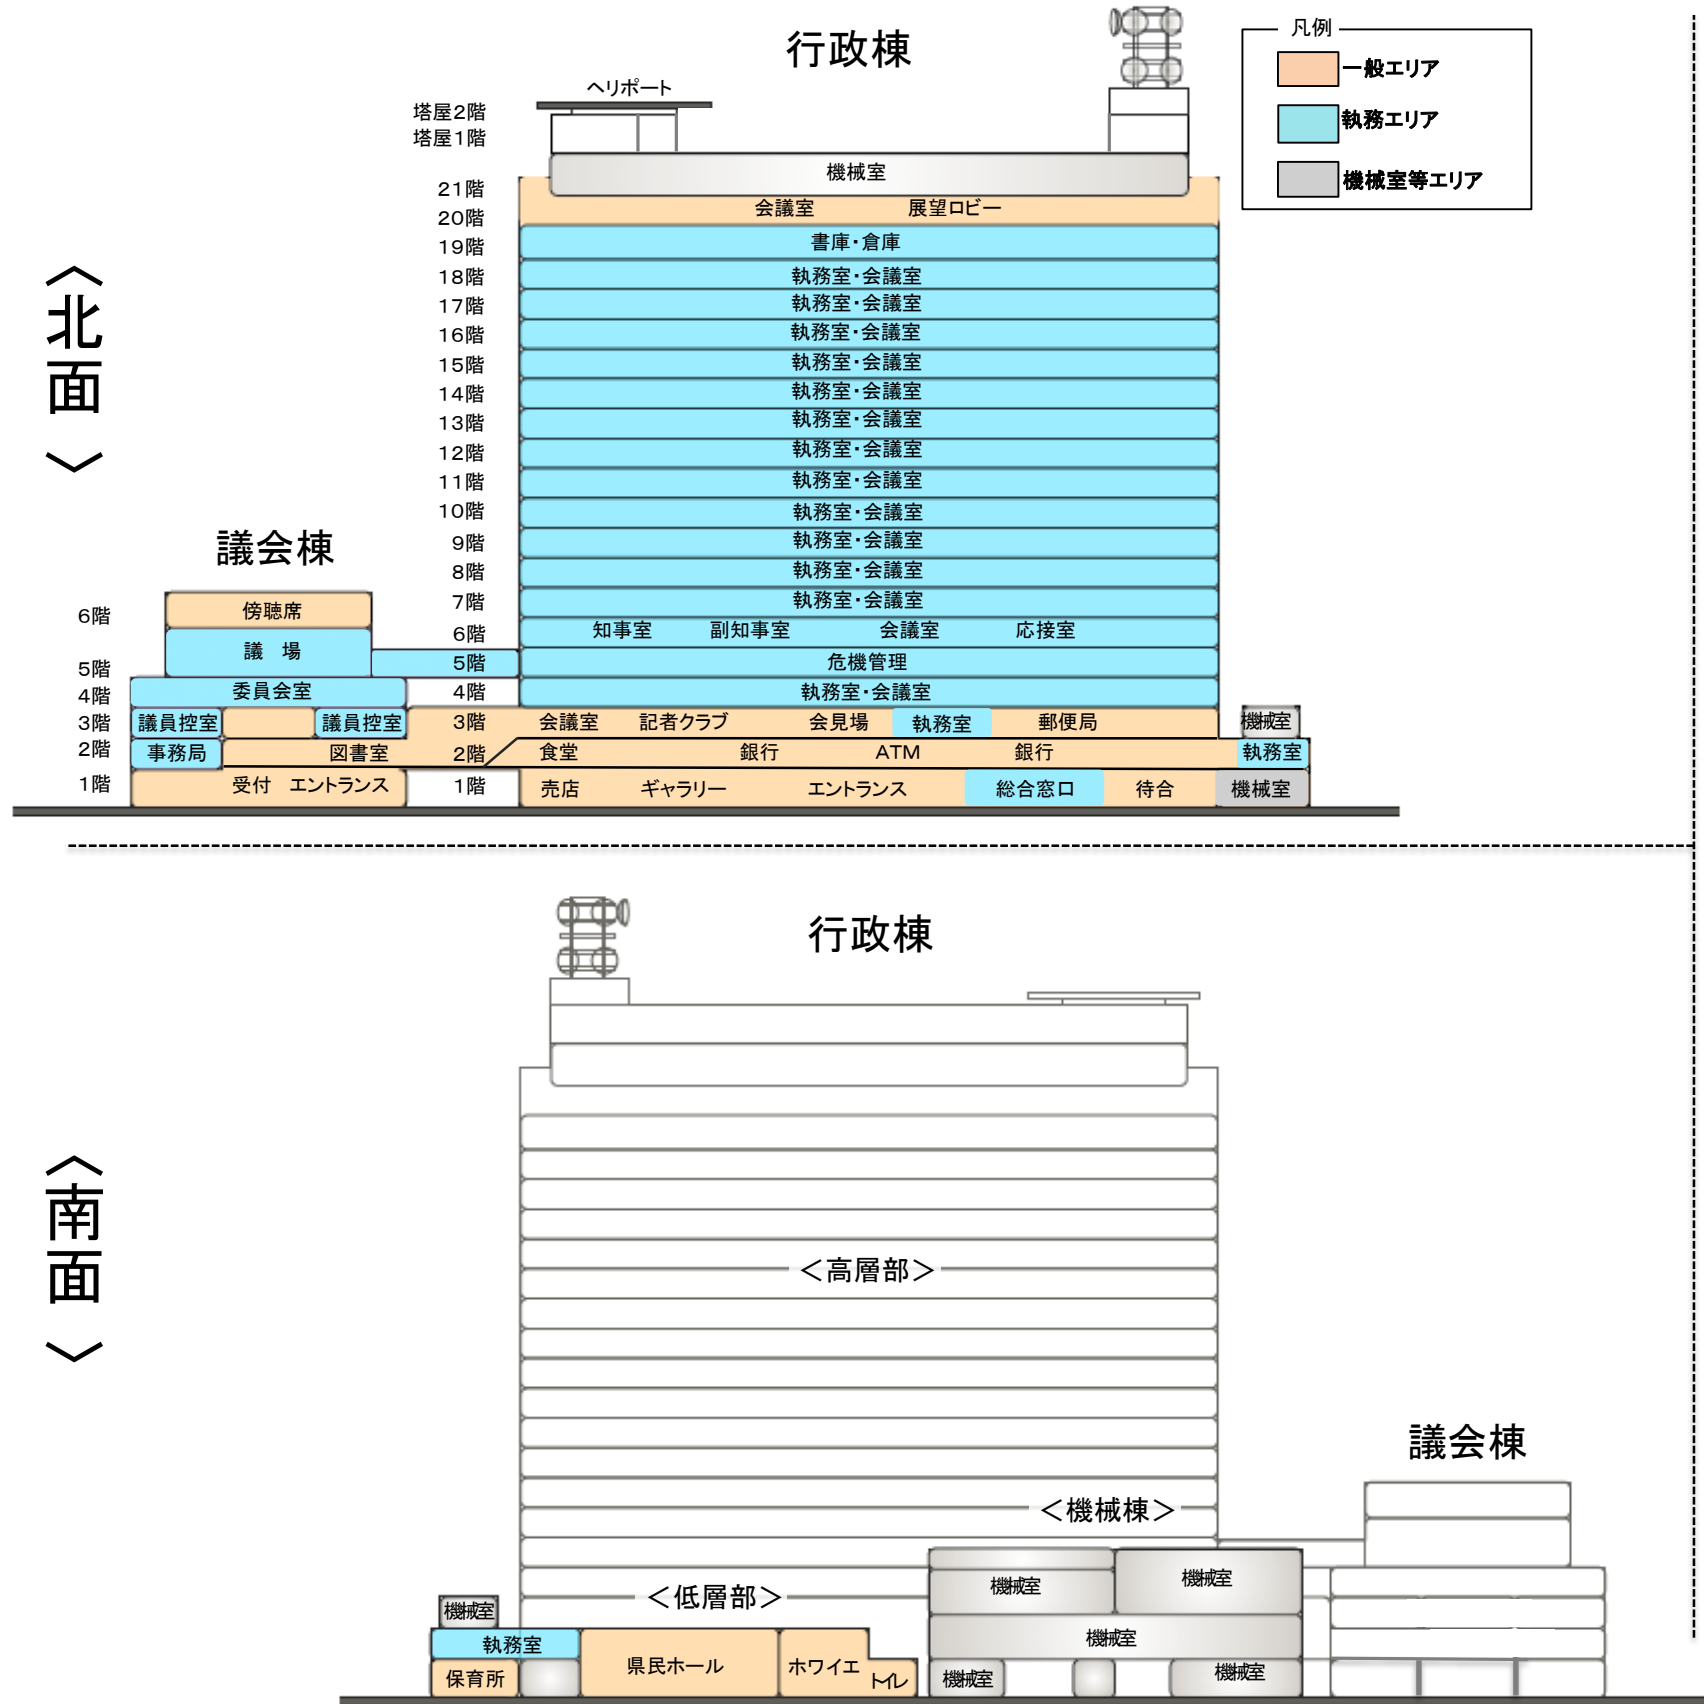 行政棟
凡例
一般エリア
執務エリア
機械室等エリア
ヘリポート
塔屋2階
塔屋1階
機械室
21階
会議室 展望ロビー
20階
19階 書庫・倉庫
18階 執務室・会議室
17階 執務室・会議室
16階 執務室・会議室
15階 執務室・会議室
14階 執務室・会議室
13階 執務室・会議室
12階 執務室・会議室
11階 執務室・会議室
10階 執務室・会議室
9階 執務室・会議室
8階 執務室・会議室
7階 執務室・会議室
〈北面〉
議会棟
6階 傍聴席 6階 知事室 副知事室 会議室 応接室
議 場
5階 5階 危機管理
4階 委員会室 4階 執務室・会議室
3階 議員控室 議員控室 3階 会議室 記者クラブ 会見場 執務室 郵便局 機械室
2階 事務局 図書室 2階 食堂 銀行 ATM 銀行 執務室
1階 受付 エントランス 1階 売店 ギャラリー エントランス 総合窓口 待合 機械室
行政棟
〈南面〉
<高層部>
議会棟
<機械棟>
機械室 機械室
<低層部>
機械室
執務室 機械室
保育所 県民ホール ホワイエ トイレ 機械室 機械室